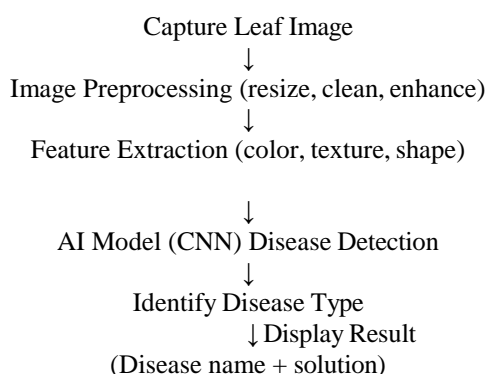 Capture Leaf Image
↓
Image Preprocessing (resize, clean, enhance)
↓
Feature Extraction (color, texture, shape)
↓
AI Model (CNN) Disease Detection
↓
Identify Disease Type
↓ Display Result
(Disease name + solution)